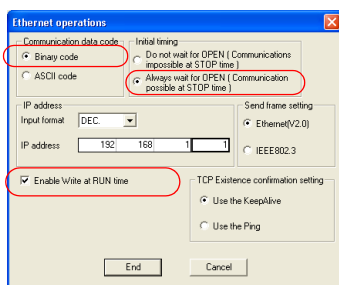 Ethernet operations
Communication data code
Binary code
ASCII code
Initial timing
Do not wait for OPEN ( Communications
impossible at STOP time )
Always wait for OPEN ( Communication
possible at STOP time )
IP address
Input format DEC.
IP address 192 168 1 1
Send frame setting
Ethernet(V2.0)
IEEE802.3
Enable Write at RUN time
TCP Existence confirmation setting
Use the KeepAlive
Use the Ping
End
Cancel